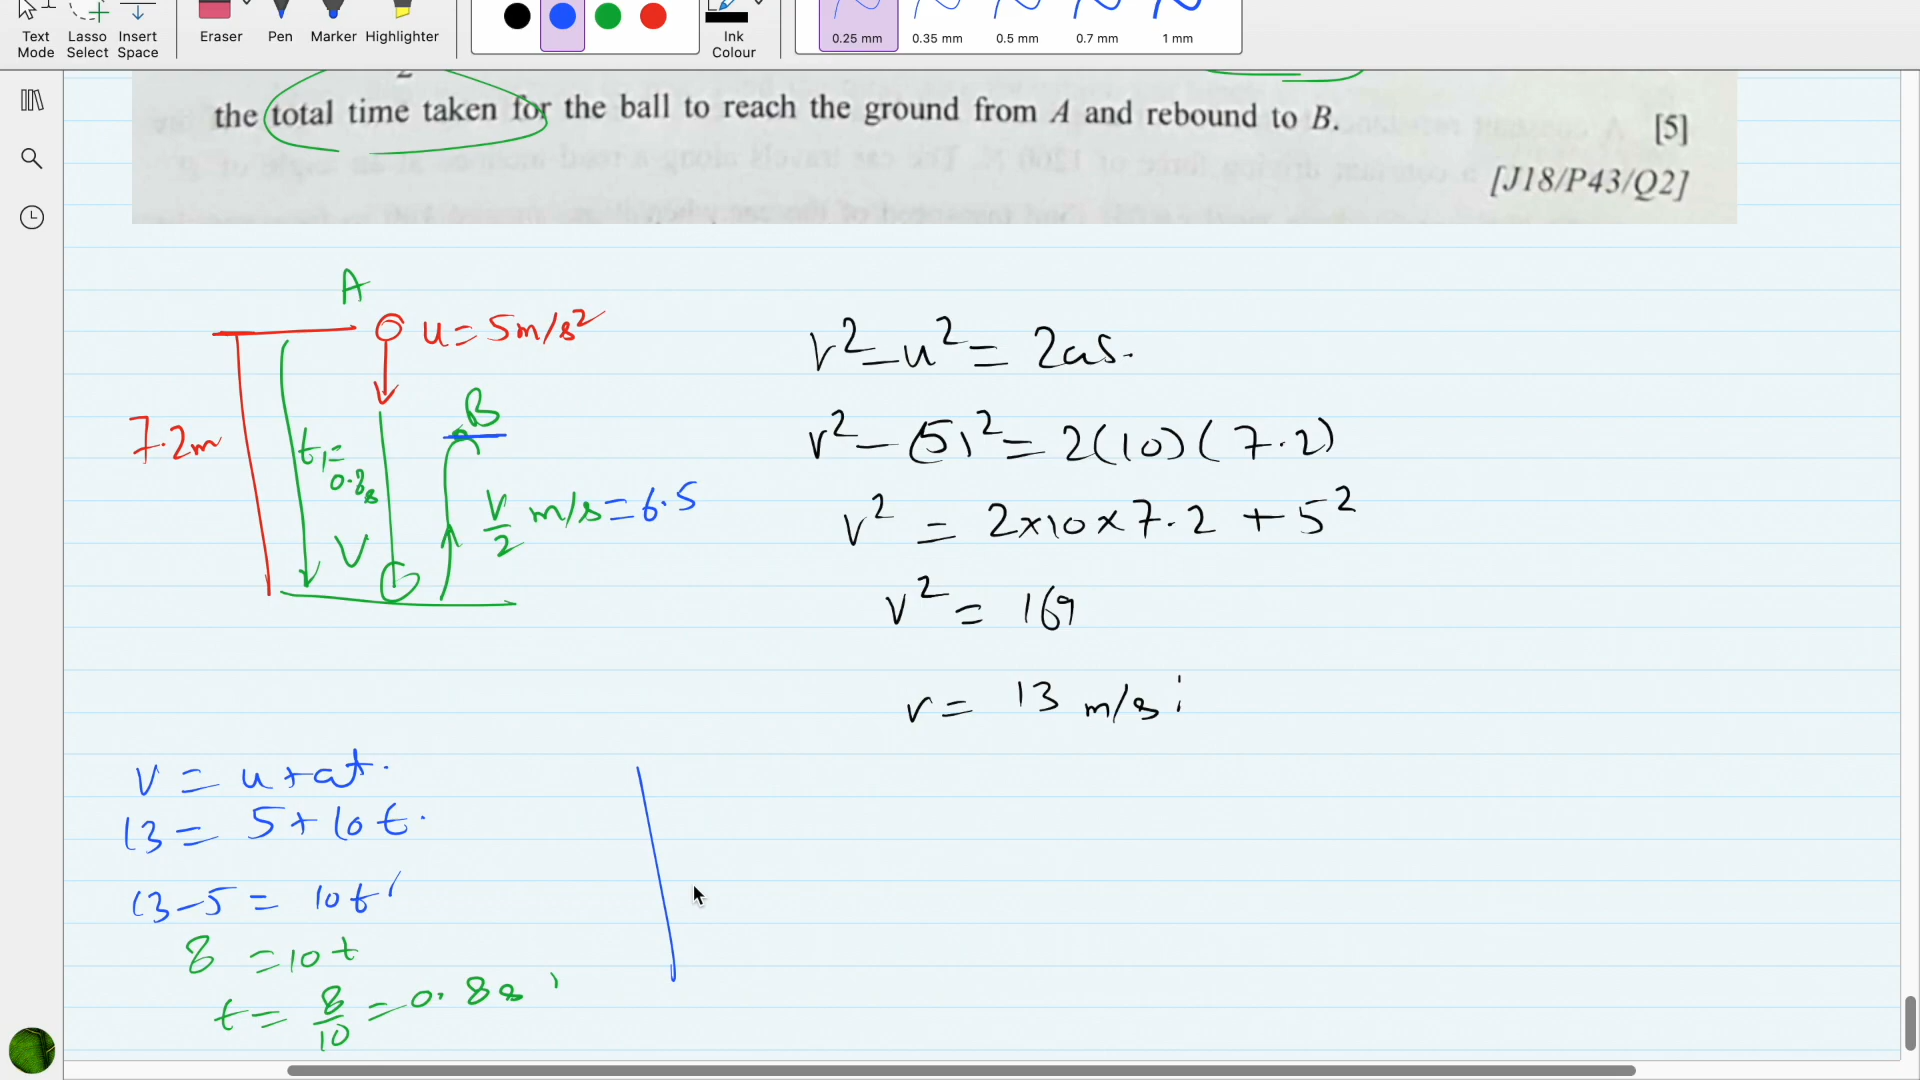 Text Mode
Lasso Select
Insert Space
Eraser
Pen
Marker
Highlighter
Ink Colour
0.25 mm
0.35 mm
0.5 mm
0.7 mm
1 mm
the total time taken for the ball to reach the ground from A and rebound to B.
[5]
[J18/P43/Q2]
A
u = 5m/s²
B
7.2m
t₁ =
0.8s
V
V/2 m/s = 6.5
v² - u² = 2as.
v² - (5)² = 2(10)(7.2)
v² = 2×10×7.2 + 5²
v² = 169
v = 13 m/s
v = u + at.
13 = 5 + 10t.
13 - 5 = 10t
8 = 10t
t = 8/10 = 0.8s